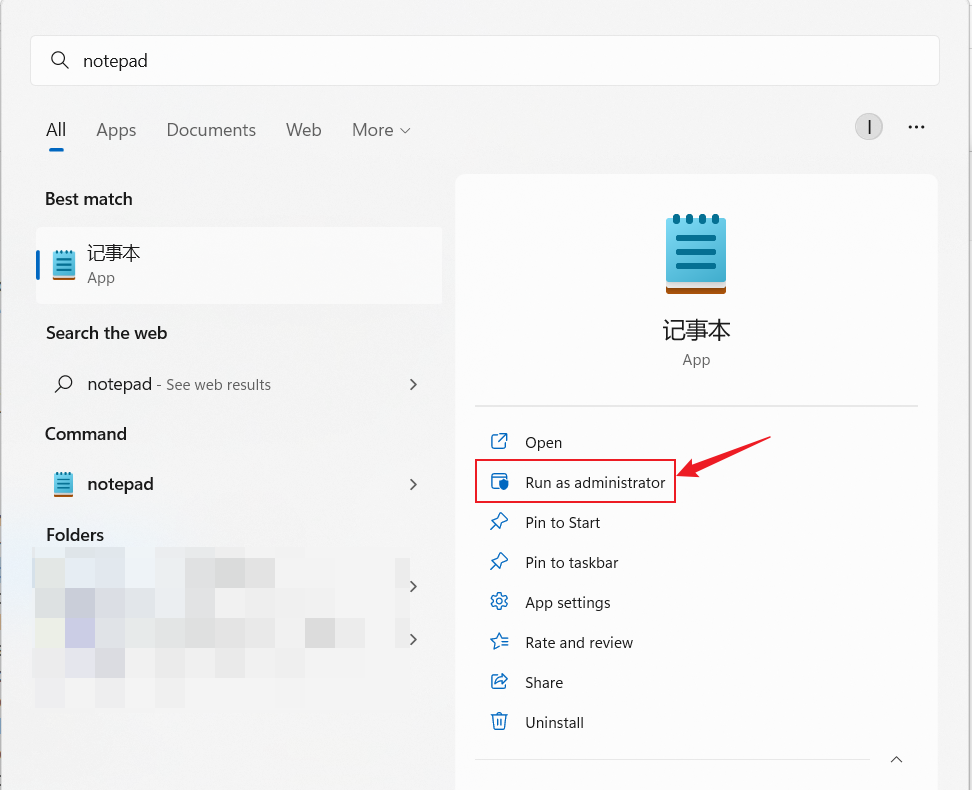 notepad
All Apps Documents Web More
I
Best match
记事本
App
Search the web
notepad - See web results
Command
notepad
Folders
记事本
App
Open
Run as administrator
Pin to Start
Pin to taskbar
App settings
Rate and review
Share
Uninstall